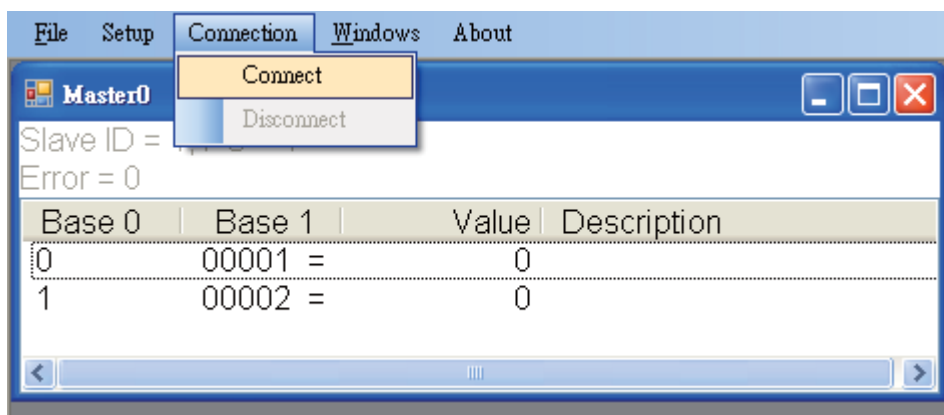 File Setup Connection Windows About
Connect
Disconnect
Master0
Slave ID =
Error = 0
Base 0 Base 1 Value Description
0 00001 = 0
1 00002 = 0